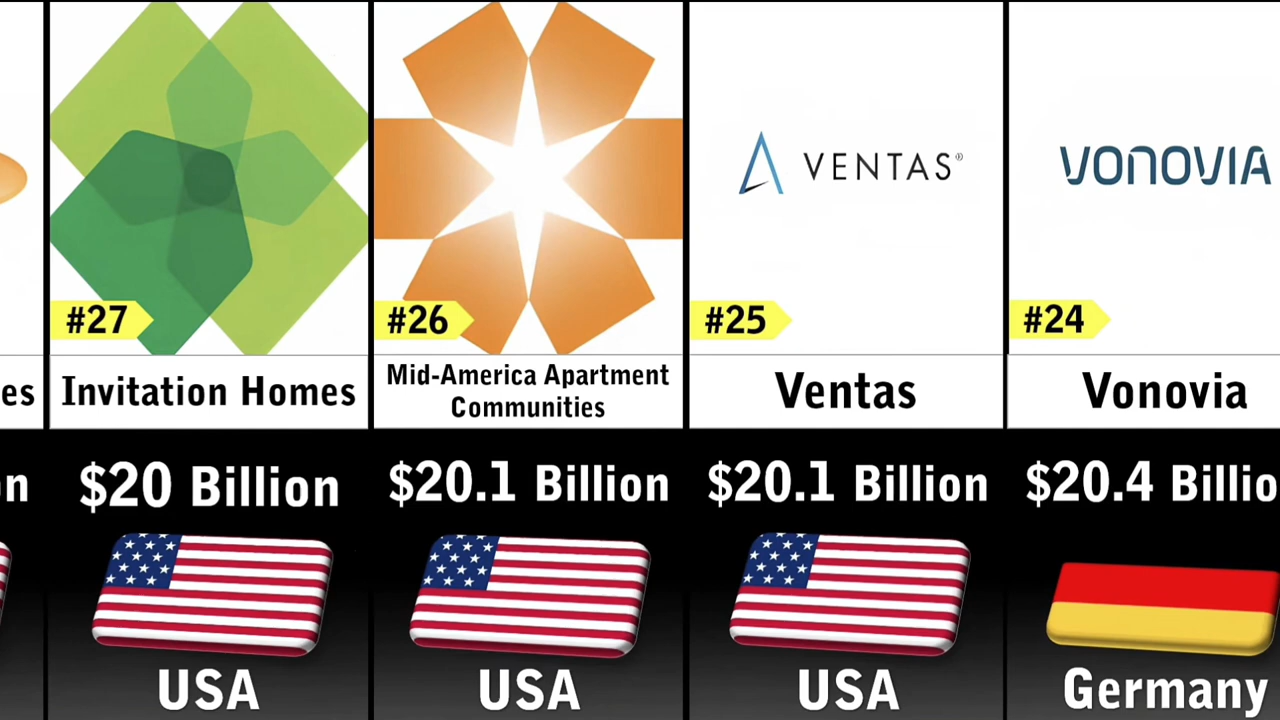 VENTAS®
VONOVIA
#27
#26
#25
#24
es
Invitation Homes
Mid-America Apartment
Communities
Ventas
Vonovia
n
$20 Billion
$20.1 Billion
$20.1 Billion
$20.4 Billio
USA
USA
USA
Germany